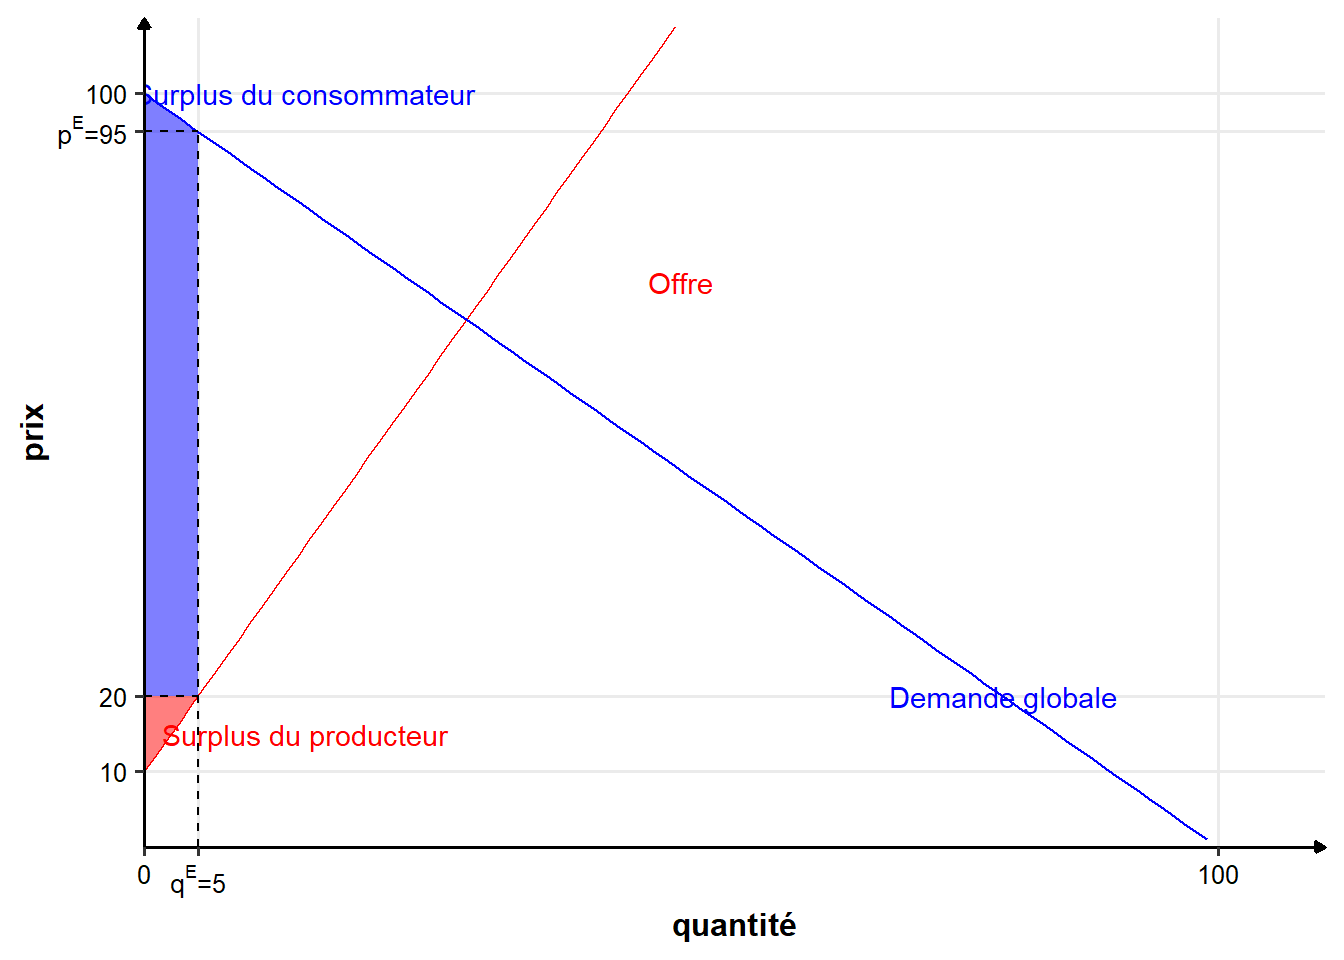 Surplus du consommateur
100
pᴱ=95
Offre
prix
20
Demande globale
Surplus du producteur
10
0
qᴱ=5
100
quantité